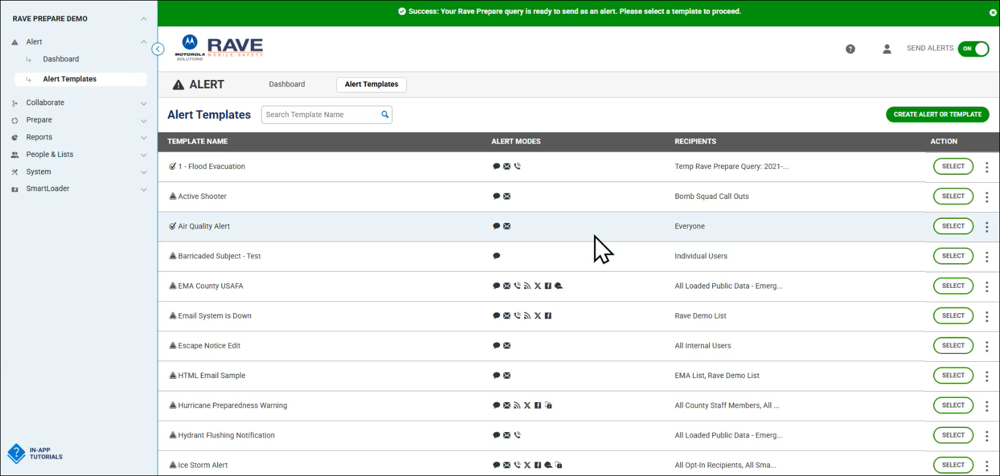 Success: Your Rave Prepare query is ready to send as an alert. Please select a template to proceed.
RAVE PREPARE DEMO
Alert
Dashboard
Alert Templates
Collaborate
Prepare
Reports
People & Lists
System
SmartLoader
? IN-APP
TUTORIALS
MOTOROLA
SOLUTIONS
RAVE
MOBILE SAFETY
?
SEND ALERTS ON
ALERT Dashboard Alert Templates
Alert Templates Search Template Name CREATE ALERT OR TEMPLATE
TEMPLATE NAME ALERT MODES RECIPIENTS ACTION
1 - Flood Evacuation Temp Rave Prepare Query: 2021-... SELECT
Active Shooter Bomb Squad Call Outs SELECT
Air Quality Alert Everyone SELECT
Barricaded Subject - Test Individual Users SELECT
EMA County USAFA All Loaded Public Data - Emerg... SELECT
Email System is Down Rave Demo List SELECT
Escape Notice Edit All Internal Users SELECT
HTML Email Sample EMA List, Rave Demo List SELECT
Hurricane Preparedness Warning All County Staff Members, All ... SELECT
Hydrant Flushing Notification All Loaded Public Data - Emerg... SELECT
Ice Storm Alert All Opt-In Recipients, All Sma... SELECT